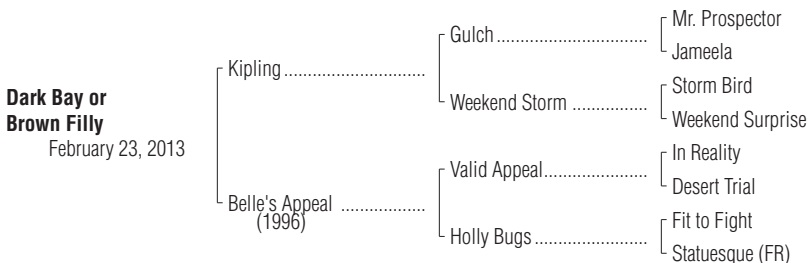 Dark Bay or
Brown Filly
February 23, 2013
Kipling
Belle's Appeal
(1996)
Gulch
Weekend Storm
Valid Appeal
Holly Bugs
Mr. Prospector
Jameela
Storm Bird
Weekend Surprise
In Reality
Desert Trial
Fit to Fight
Statuesque (FR)